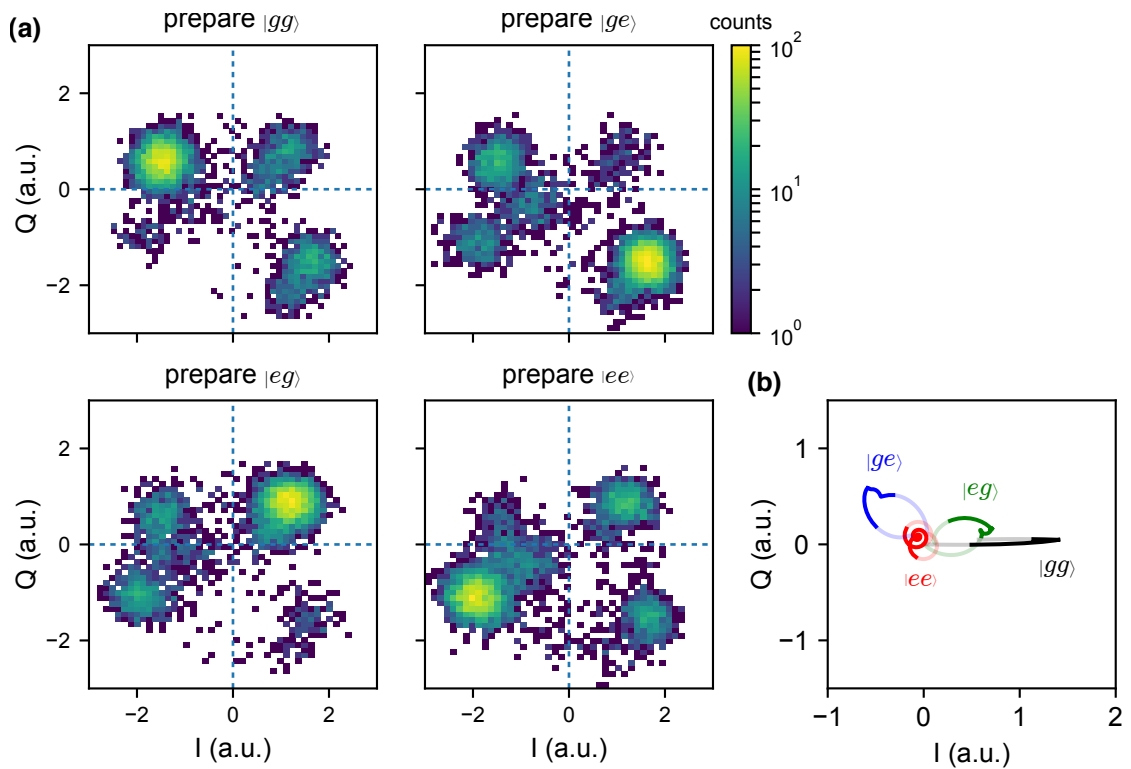 (a)
prepare |gg⟩
prepare |ge⟩
counts
Q (a.u.)
2
0
−2
10²
10¹
10⁰
prepare |eg⟩
prepare |ee⟩
(b)
Q (a.u.)
2
0
−2
−2
0
2
I (a.u.)
−2
0
2
I (a.u.)
Q (a.u.)
1
0
−1
|ge⟩
|eg⟩
|ee⟩
|gg⟩
−1
0
1
2
I (a.u.)